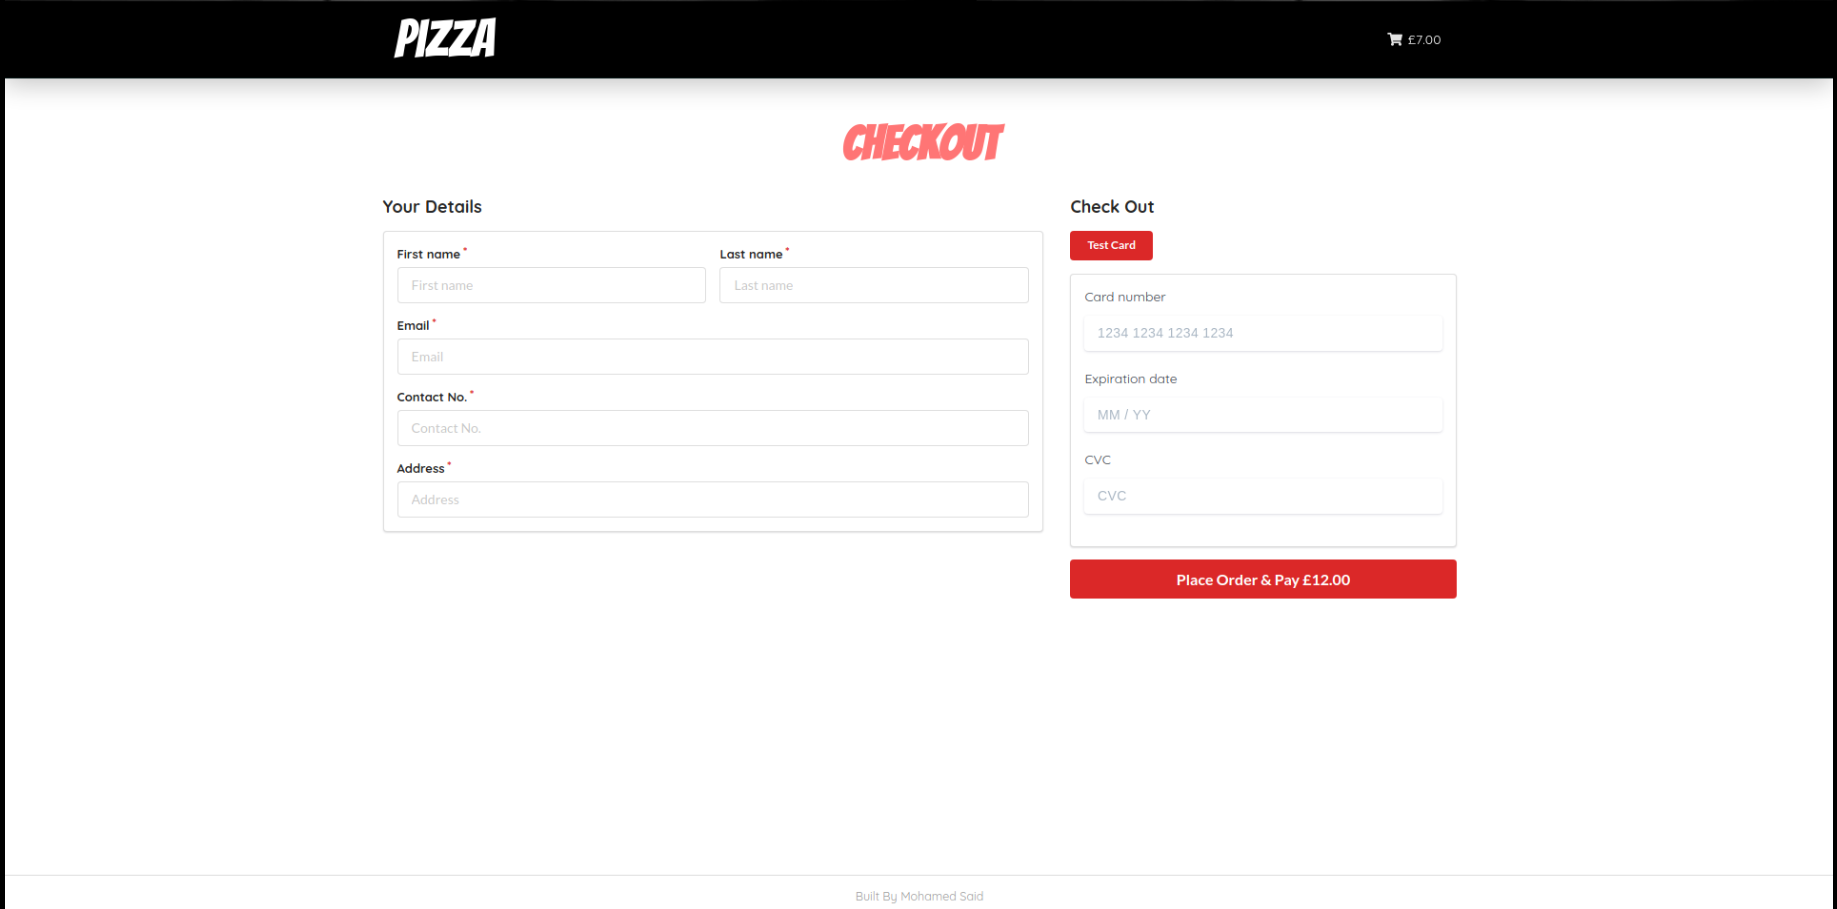 PIZZA
£7.00
CHECKOUT
Your Details
First name *
Last name *
First name
Last name
Email *
Email
Contact No. *
Contact No.
Address *
Address
Check Out
Test Card
Card number
1234 1234 1234 1234
Expiration date
MM / YY
CVC
CVC
Place Order & Pay £12.00
Built By Mohamed Said